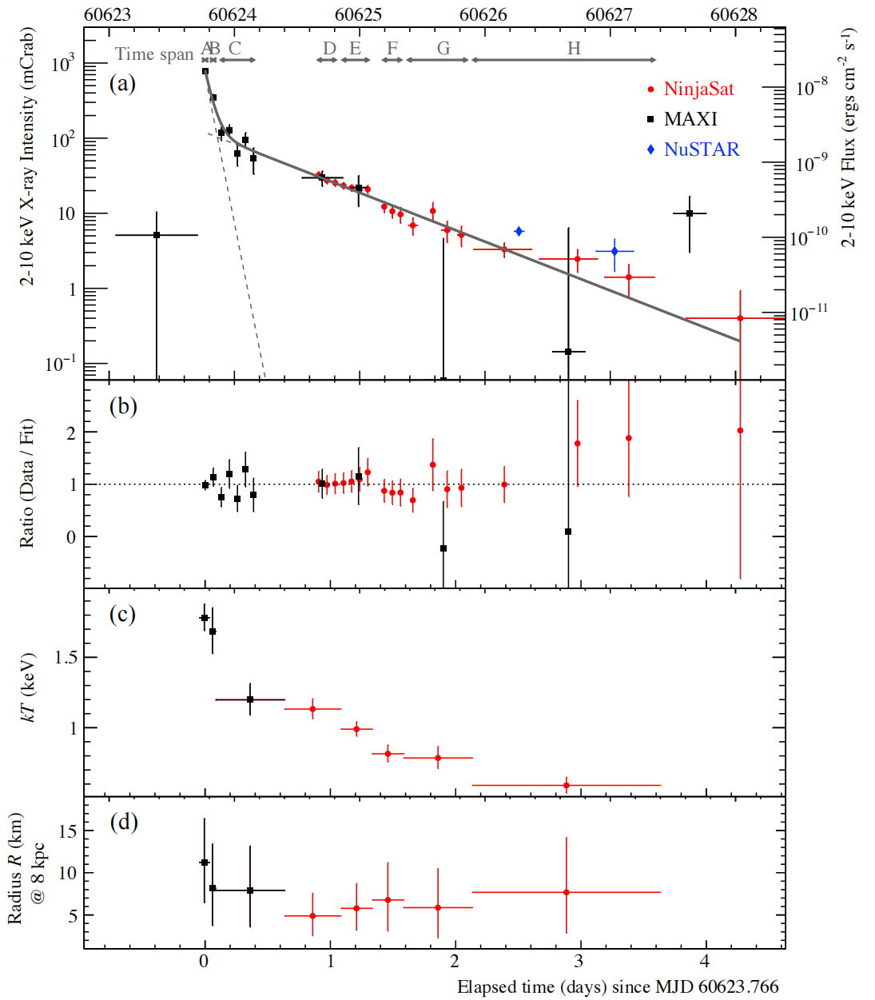 60623 60624 60625 60626 60627 60628
2-10 keV X-ray Intensity (mCrab)
10³
10²
10
1
10⁻¹
Time span A B C D E F G H
(a)
NinjaSat
MAXI
NuSTAR
10⁻⁸
10⁻⁹
10⁻¹⁰
10⁻¹¹
2-10 keV Flux (ergs cm⁻² s⁻¹)
(b)
Ratio (Data / Fit)
2
1
0
(c)
kT (keV)
1.5
1
(d)
Radius R (km)
@ 8 kpc
15
10
5
0 1 2 3 4
Elapsed time (days) since MJD 60623.766